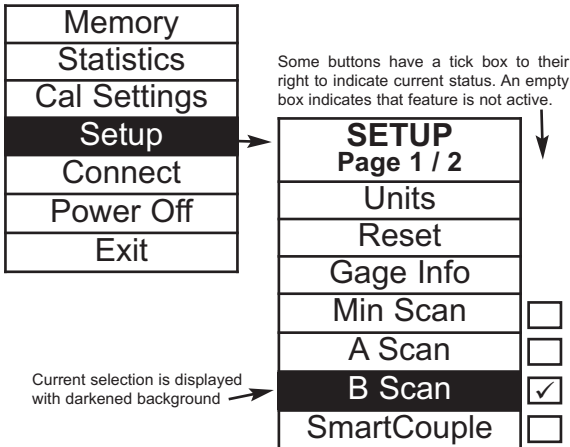 Memory
Statistics
Cal Settings
Setup
Connect
Power Off
Exit
Some buttons have a tick box to their
right to indicate current status. An empty
box indicates that feature is not active.
SETUP
Page 1 / 2
Units
Reset
Gage Info
Min Scan
A Scan
B Scan
SmartCouple
Current selection is displayed
with darkened background